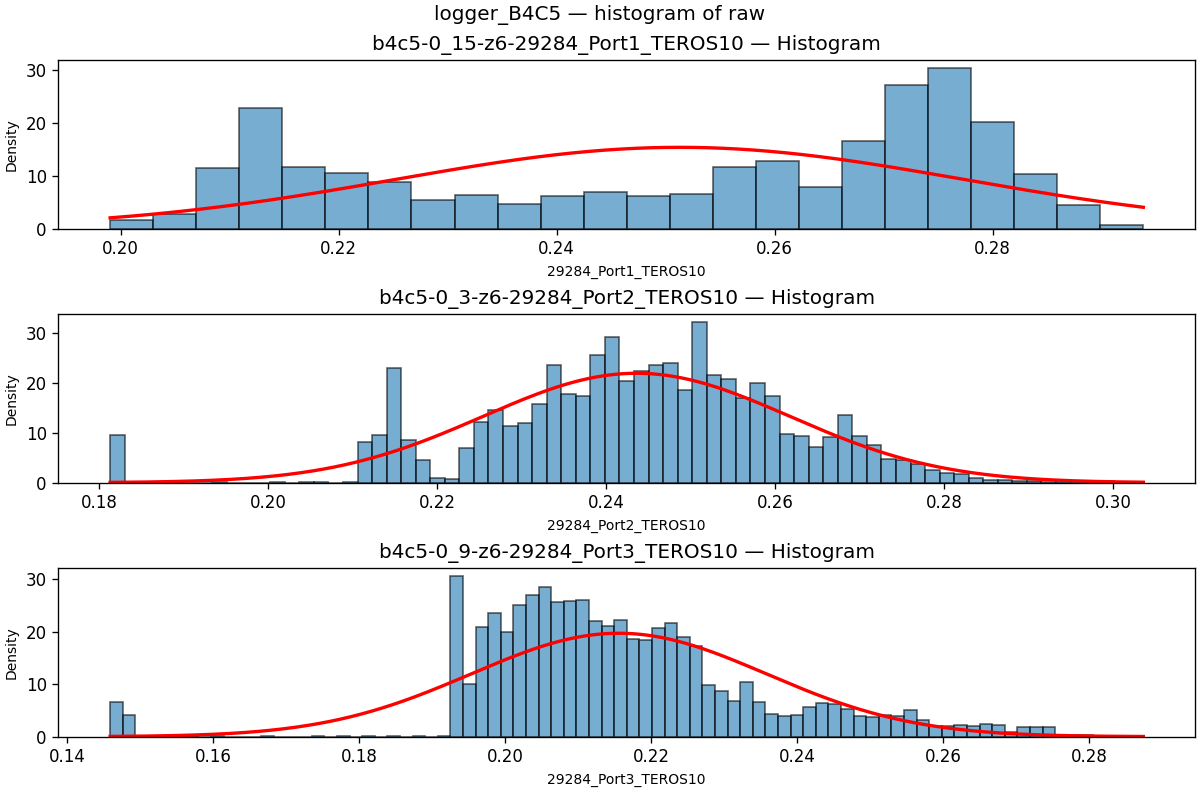 logger_B4C5 — histogram of raw
b4c5-0_15-z6-29284_Port1_TEROS10 — Histogram
30
20
10
0
Density
0.20 0.22 0.24 0.26 0.28
29284_Port1_TEROS10
b4c5-0_3-z6-29284_Port2_TEROS10 — Histogram
30
20
10
0
Density
0.18 0.20 0.22 0.24 0.26 0.28 0.30
29284_Port2_TEROS10
b4c5-0_9-z6-29284_Port3_TEROS10 — Histogram
30
20
10
0
Density
0.14 0.16 0.18 0.20 0.22 0.24 0.26 0.28
29284_Port3_TEROS10